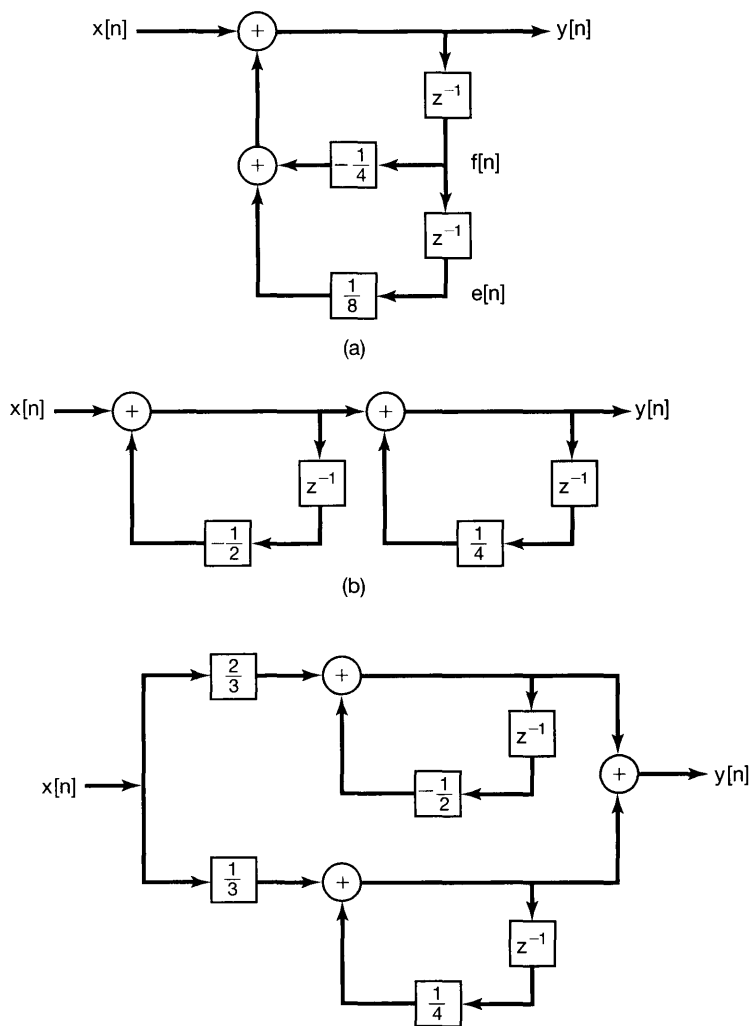 x[n] + y[n]
z⁻¹
+ -1/4 f[n]
z⁻¹
1/8 e[n]
(a)
x[n] + + y[n]
z⁻¹ z⁻¹
-1/2 1/4
(b)
2/3 +
z⁻¹
x[n] -1/2 + y[n]
1/3 +
z⁻¹
1/4